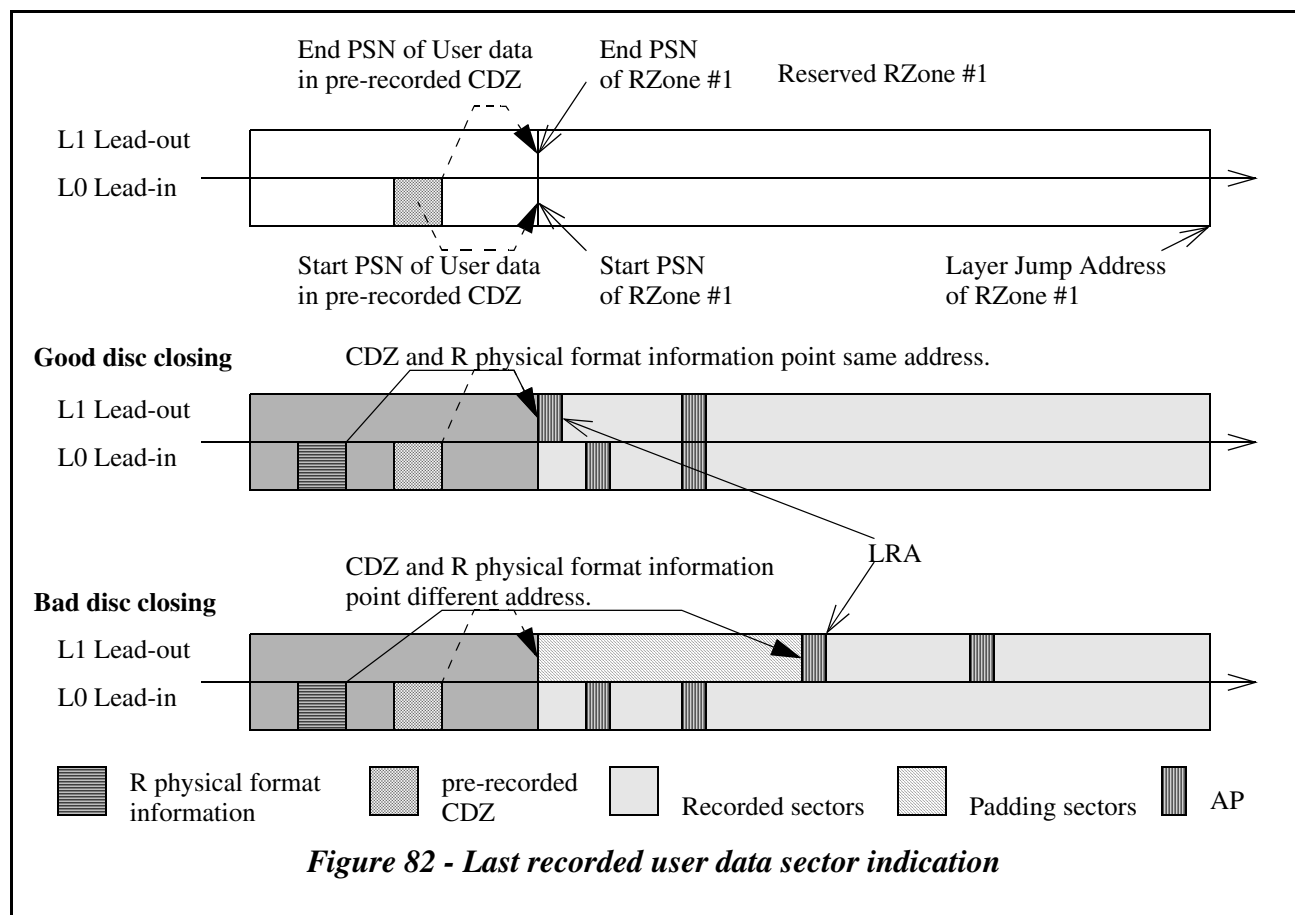 End PSN of User data
in pre-recorded CDZ
End PSN
of RZone #1
Reserved RZone #1
L1 Lead-out
L0 Lead-in
Start PSN of User data
in pre-recorded CDZ
Start PSN
of RZone #1
Layer Jump Address
of RZone #1
Good disc closing
CDZ and R physical format information point same address.
L1 Lead-out
L0 Lead-in
LRA
CDZ and R physical format information
point different address.
Bad disc closing
L1 Lead-out
L0 Lead-in
R physical format
information
pre-recorded
CDZ
Recorded sectors
Padding sectors
AP
Figure 82 - Last recorded user data sector indication